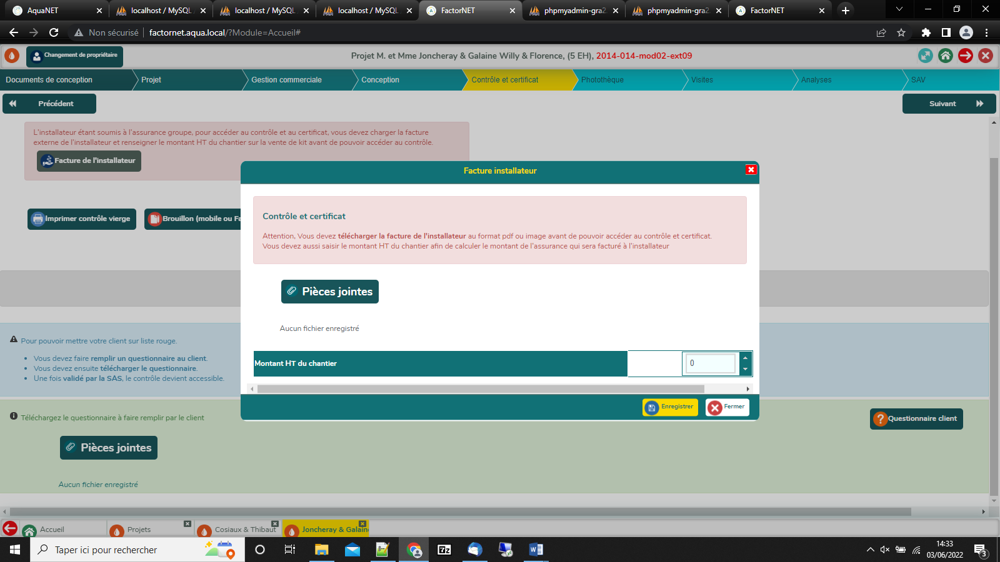 AquaNET
localhost / MySQL
localhost / MySQL
localhost / MySQL
FactorNET
phpmyadmin-gra2
phpmyadmin-gra2
FactorNET
Non sécurisé
factornet.aqua.local/?Module=Accueil#
Changement de propriétaire
Projet M. et Mme Joncheray & Galaine Willy & Florence, (5 EH), 2014-014-mod02-ext09
Documents de conception
Projet
Gestion commerciale
Conception
Contrôle et certificat
Photothèque
Visites
Analyses
SAV
Précédent
Suivant
L'installateur étant soumis à l'assurance groupe, pour accéder au contrôle et au certificat, vous devez charger la facture
externe de l'installateur et renseigner le montant HT du chantier sur la vente de kit avant de pouvoir accéder au contrôle.
Facture de l'installateur
Imprimer contrôle vierge
Brouillon (mobile ou Fa
Facture installateur
Contrôle et certificat
Attention, Vous devez télécharger la facture de l'installateur au format pdf ou image avant de pouvoir accéder au contrôle et certificat.
Vous devez aussi saisir le montant HT du chantier afin de calculer le montant de l'assurance qui sera facturé à l'installateur
Pièces jointes
Aucun fichier enregistré
Montant HT du chantier
0
Enregistrer
Fermer
Pour pouvoir mettre votre client sur liste rouge.
Vous devez faire remplir un questionnaire au client.
Vous devez ensuite télécharger le questionnaire.
Une fois validé par la SAS, le contrôle devient accessible.
Téléchargez le questionnaire à faire remplir par le client
Questionnaire client
Pièces jointes
Aucun fichier enregistré
Accueil
Projets
Cosiaux & Thibaut
Joncheray & Galain
Taper ici pour rechercher
14:33
03/06/2022
3